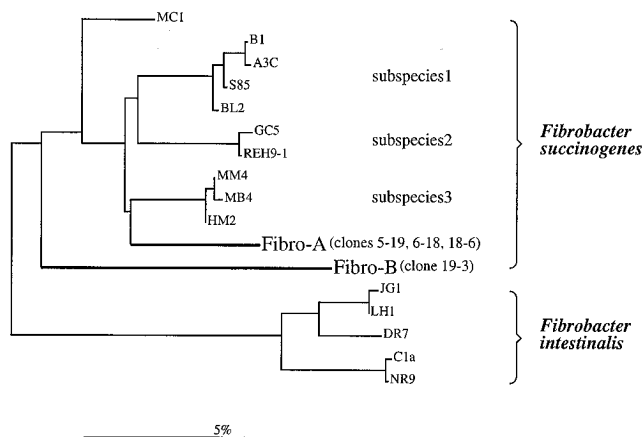 MC1
B1
A3C
S85
BL2
subspecies1
GC5
REH9-1
subspecies2
Fibrobacter
succinogenes
MM4
MB4
HM2
subspecies3
Fibro-A (clones 5-19, 6-18, 18-6)
Fibro-B (clone 19-3)
JG1
LH1
DR7
C1a
NR9
Fibrobacter
intestinalis
5%